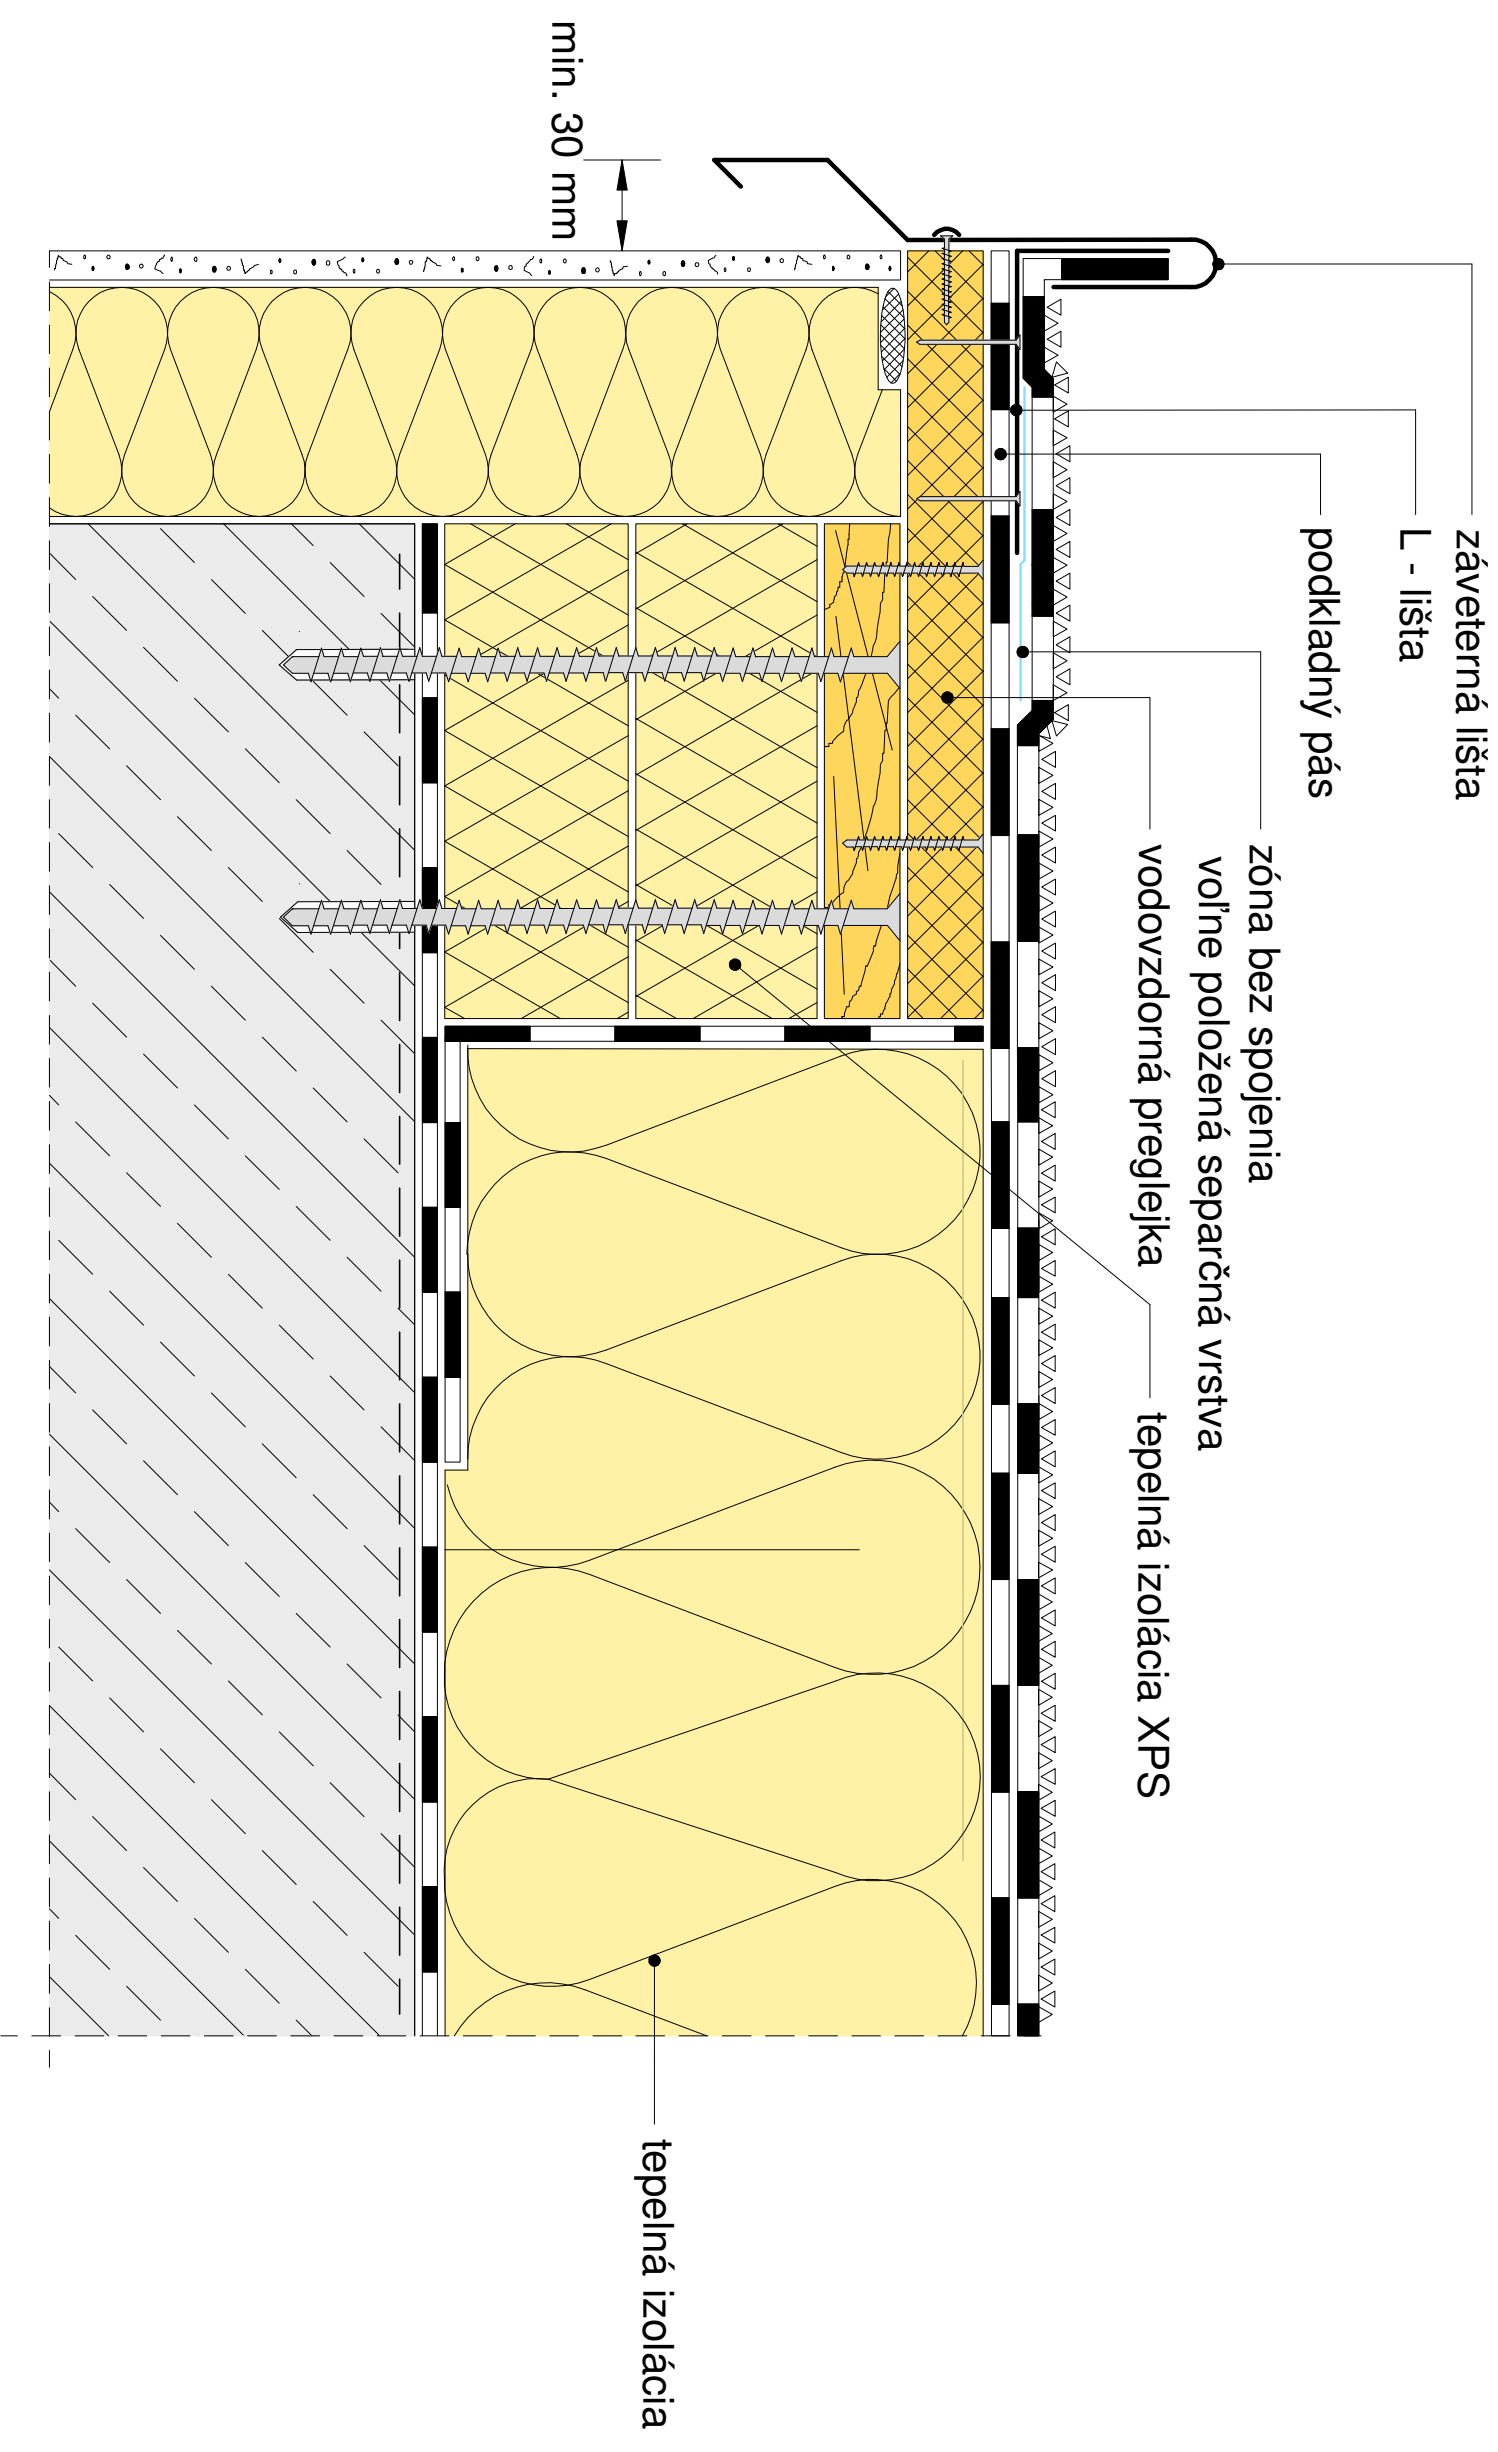 záveterná lišta
L - lišta
podkladný pás
zóna bez spojenia
voľne položená separčná vrstva
vodovzdorná preglejka
tepelná izolácia XPS
tepelná izolácia
min. 30 mm